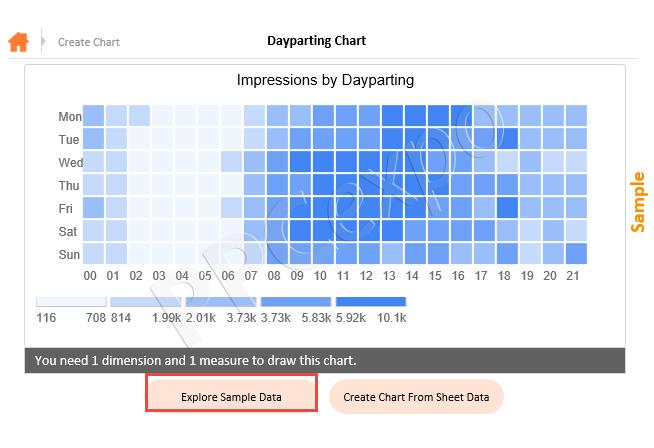 Create Chart
Dayparting Chart
Impressions by Dayparting
Mon
Tue
Wed
Thu
Fri
Sat
Sun
00 01 02 03 04 05 06 07 08 09 10 11 12 13 14 15 16 17 18 19 20 21
116 708 814 1.99k 2.01k 3.73k 3.73k 5.83k 5.92k 10.1k
PPCexpo
Sample
You need 1 dimension and 1 measure to draw this chart.
Explore Sample Data
Create Chart From Sheet Data